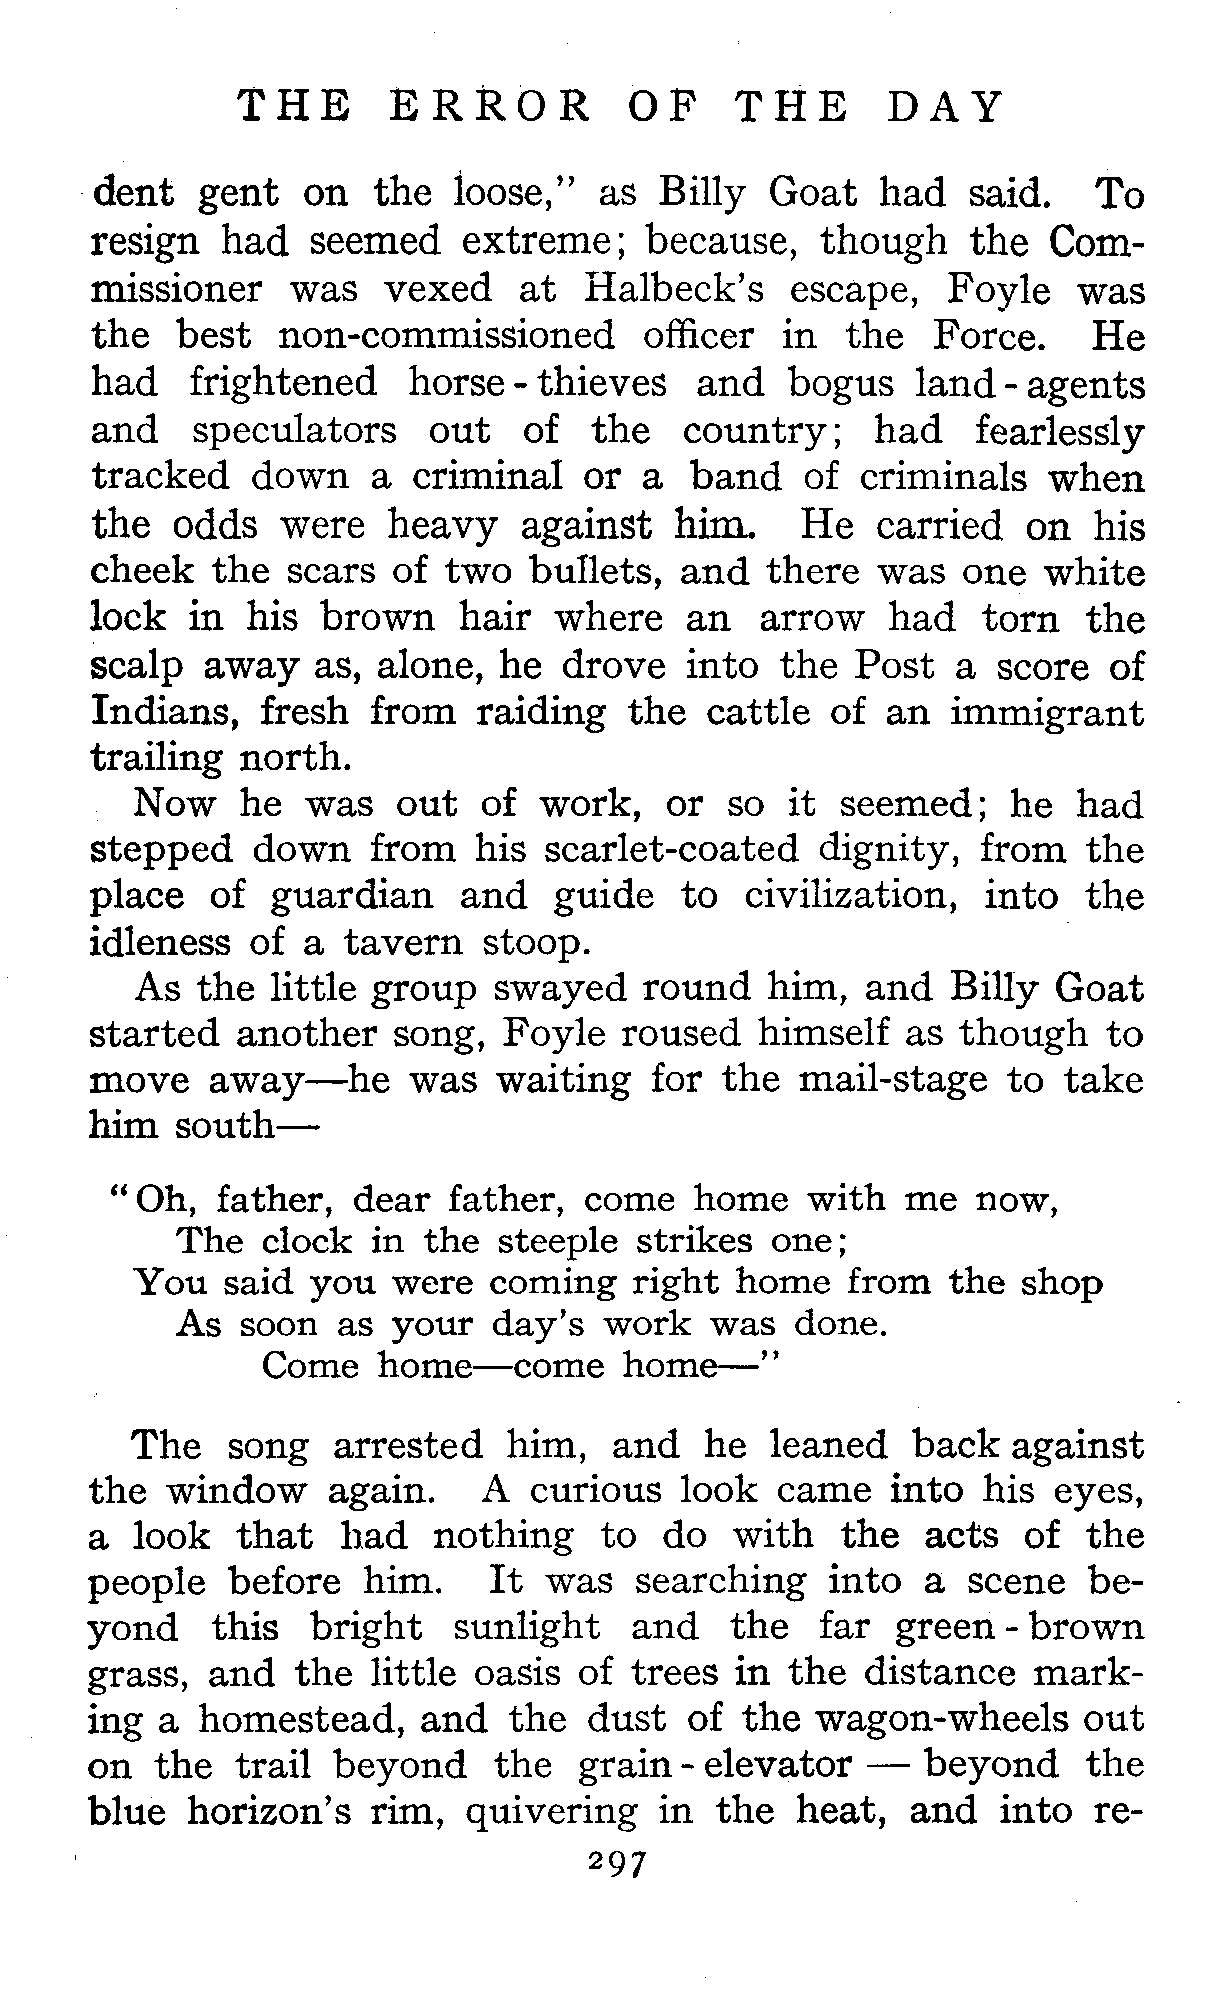 THE ERROR OF THE DAY
dent gent on the loose,” as Billy Goat had said. To
resign had seemed extreme; because, though the Com-
missioner was vexed at Halbeck’s escape, Foyle was
the best non-commissioned officer in the Force. He
had frightened horse-thieves and bogus land-agents
and speculators out of the country; had fearlessly
tracked down a criminal or a band of criminals when
the odds were heavy against him. He carried on his
cheek the scars of two bullets, and there was one white
lock in his brown hair where an arrow had torn the
scalp away as, alone, he drove into the Post a score of
Indians, fresh from raiding the cattle of an immigrant
trailing north.
Now he was out of work, or so it seemed; he had
stepped down from his scarlet-coated dignity, from the
place of guardian and guide to civilization, into the
idleness of a tavern stoop.
As the little group swayed round him, and Billy Goat
started another song, Foyle roused himself as though to
move away—he was waiting for the mail-stage to take
him south—
“Oh, father, dear father, come home with me now,
The clock in the steeple strikes one;
You said you were coming right home from the shop
As soon as your day’s work was done.
Come home—come home—”
The song arrested him, and he leaned back against
the window again. A curious look came into his eyes,
a look that had nothing to do with the acts of the
people before him. It was searching into a scene be-
yond this bright sunlight and the far green-brown
grass, and the little oasis of trees in the distance mark-
ing a homestead, and the dust of the wagon-wheels out
on the trail beyond the grain-elevator — beyond the
blue horizon’s rim, quivering in the heat, and into re-
297